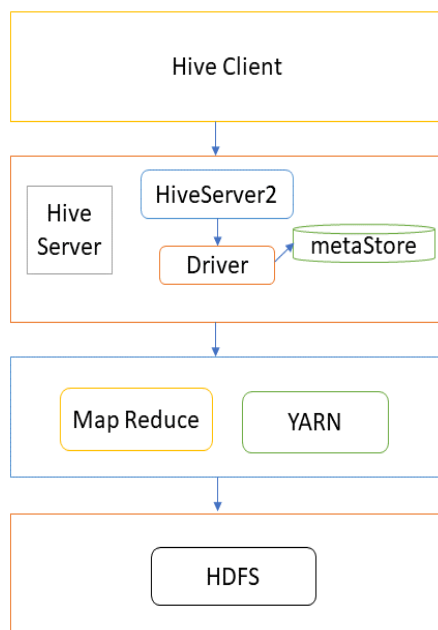 Hive Client
HiveServer2
Hive
Server
metaStore
Driver
Map Reduce
YARN
HDFS